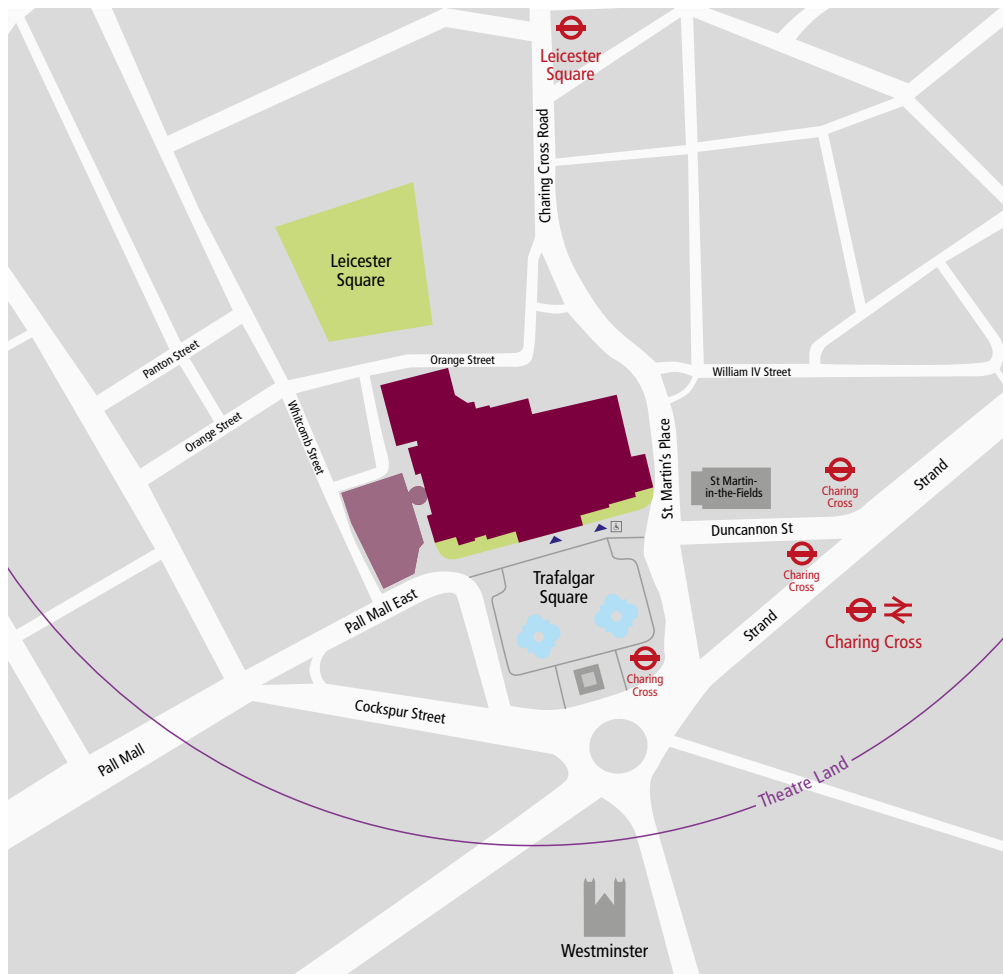 Leicester
Square
Charing Cross Road
Leicester
Square
Orange Street
Panton Street
William IV Street
Orange Street
Whitcomb Street
St. Martin's Place
St Martin-
in-the-Fields
Charing
Cross
Strand
Duncannon St
Charing
Cross
Trafalgar
Square
Pall Mall East
Strand
Charing Cross
Charing
Cross
Cockspur Street
Pall Mall
Theatre Land
Westminster